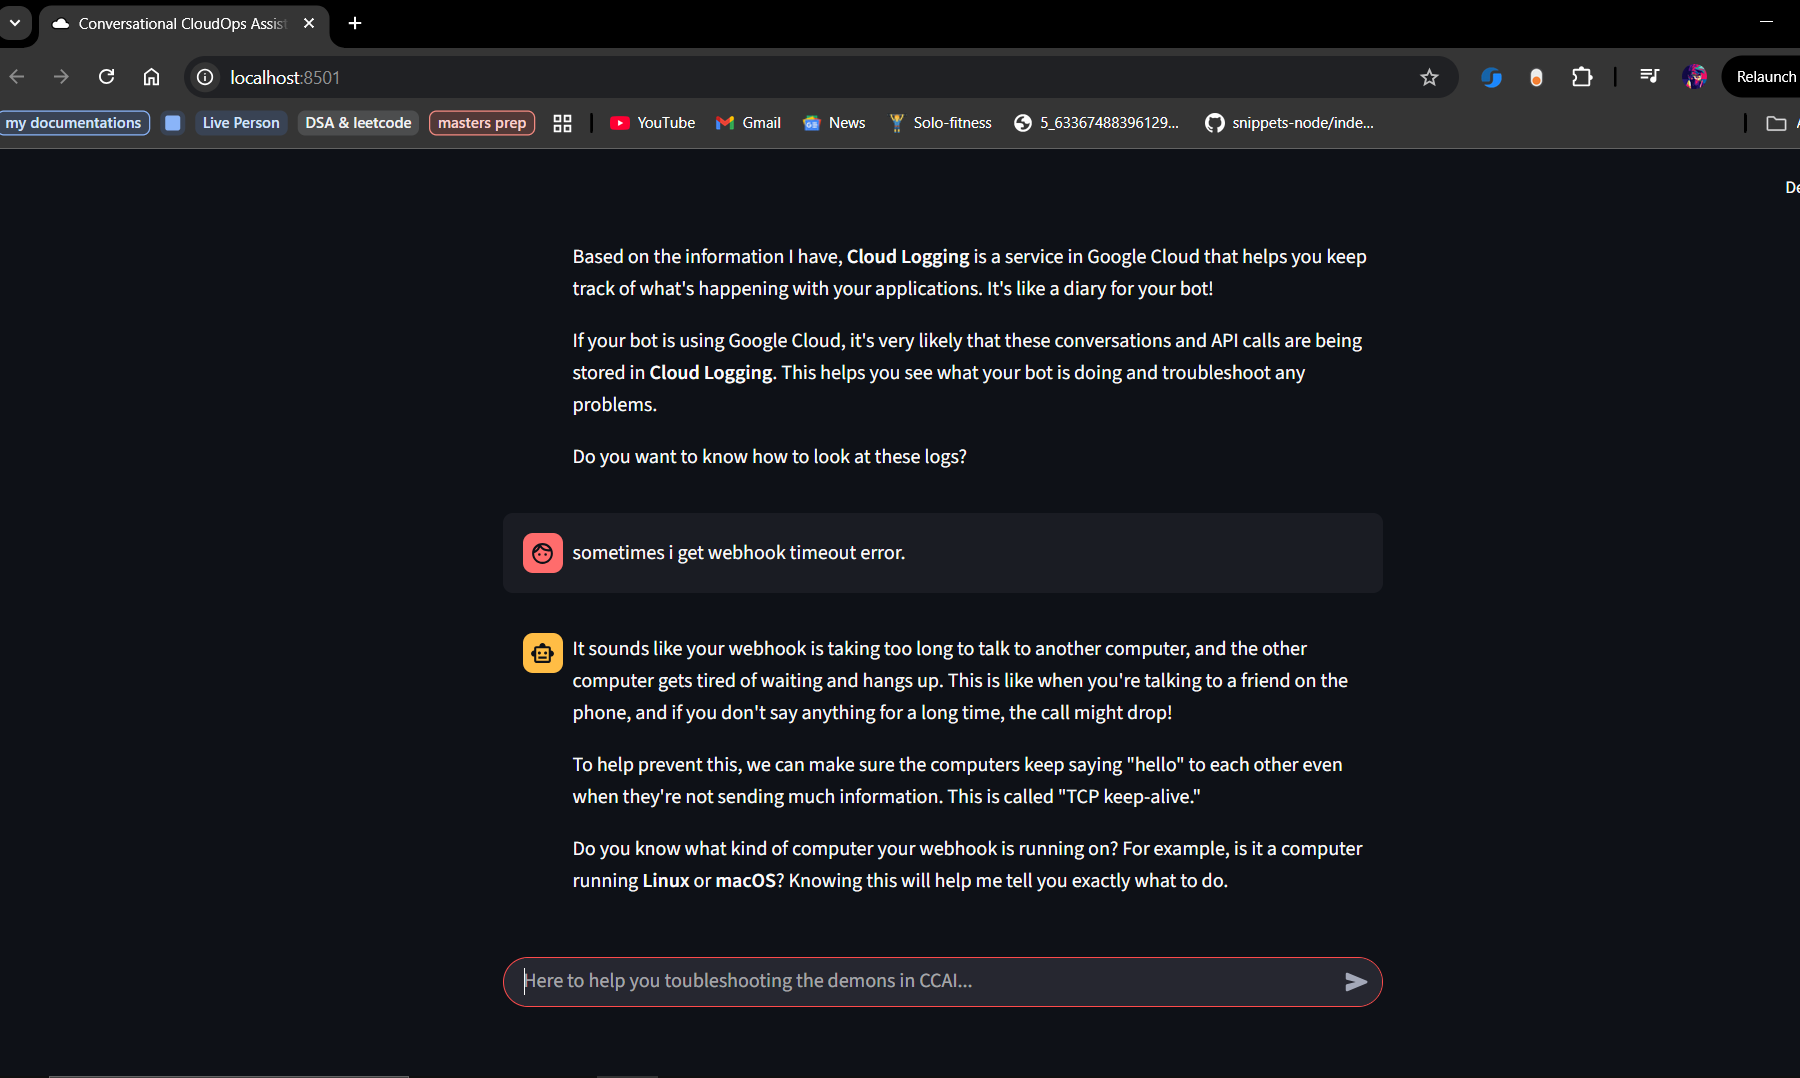 Conversational CloudOps Assist
localhost:8501
Relaunch
my documentations
Live Person
DSA & leetcode
masters prep
YouTube
Gmail
News
Solo-fitness
5_63367488396129...
snippets-node/inde...
De
Based on the information I have, Cloud Logging is a service in Google Cloud that helps you keep
track of what's happening with your applications. It's like a diary for your bot!
If your bot is using Google Cloud, it's very likely that these conversations and API calls are being
stored in Cloud Logging. This helps you see what your bot is doing and troubleshoot any
problems.
Do you want to know how to look at these logs?
sometimes i get webhook timeout error.
It sounds like your webhook is taking too long to talk to another computer, and the other
computer gets tired of waiting and hangs up. This is like when you're talking to a friend on the
phone, and if you don't say anything for a long time, the call might drop!
To help prevent this, we can make sure the computers keep saying "hello" to each other even
when they're not sending much information. This is called "TCP keep-alive."
Do you know what kind of computer your webhook is running on? For example, is it a computer
running Linux or macOS? Knowing this will help me tell you exactly what to do.
Here to help you toubleshooting the demons in CCAI...